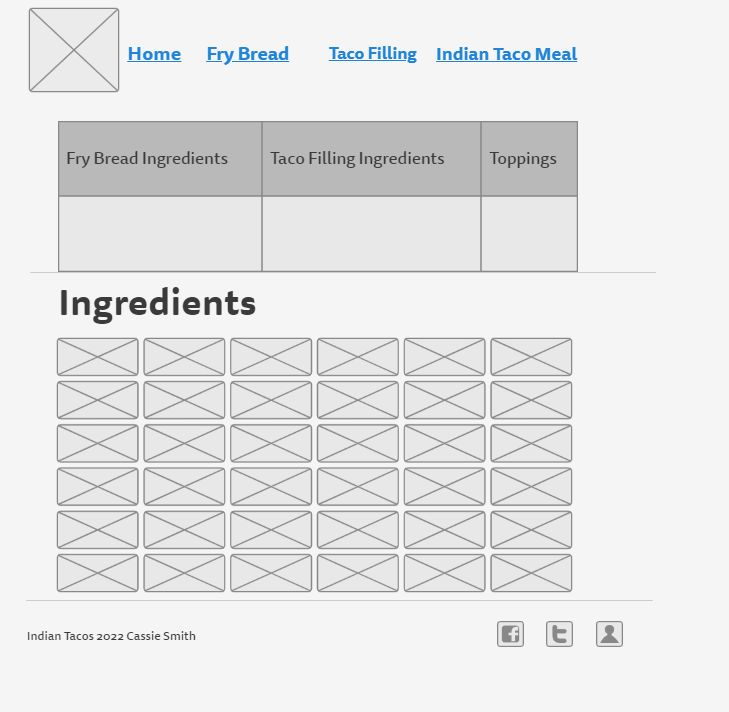 Home Fry Bread Taco Filling Indian Taco Meal
Fry Bread Ingredients Taco Filling Ingredients Toppings
Ingredients
Indian Tacos 2022 Cassie Smith